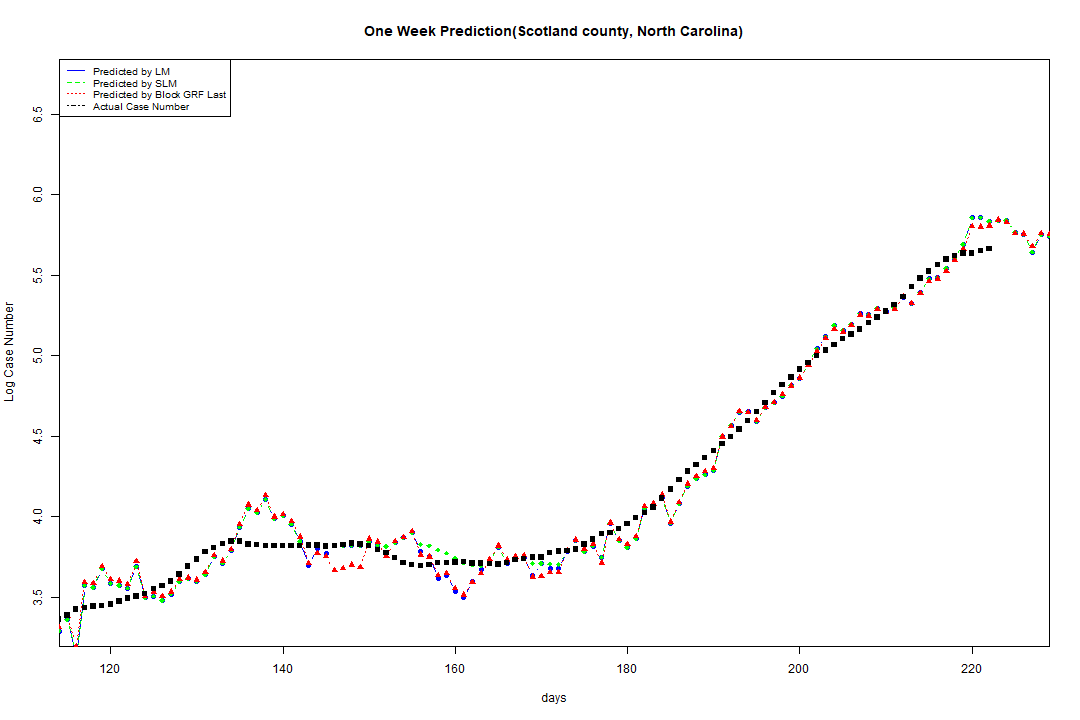 One Week Prediction(Scotland county, North Carolina)
Predicted by LM
Predicted by SLM
Predicted by Block GRF Last
Actual Case Number
6.5
6.0
5.5
5.0
4.5
4.0
3.5
Log Case Number
120 140 160 180 200 220
days